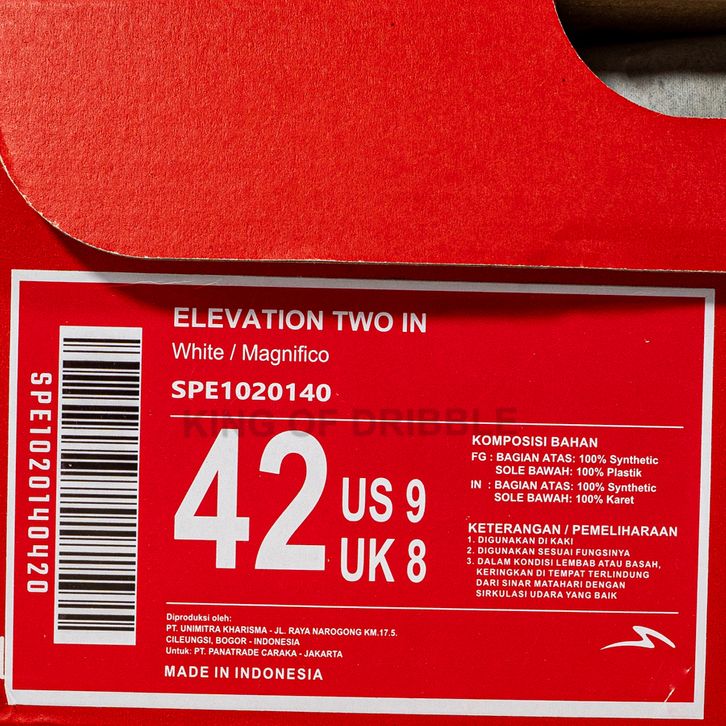 ELEVATION TWO IN
White / Magnifico
SPE1020140
KING OF DRIBBLE
SPE1020140420
42
US 9
UK 8
KOMPOSISI BAHAN
FG : BAGIAN ATAS: 100% Synthetic
SOLE BAWAH: 100% Plastik
IN : BAGIAN ATAS: 100% Synthetic
SOLE BAWAH: 100% Karet
KETERANGAN / PEMELIHARAAN
1. DIGUNAKAN DI KAKI
2. DIGUNAKAN SESUAI FUNGSINYA
3. DALAM KONDISI LEMBAB ATAU BASAH,
KERINGKAN DI TEMPAT TERLINDUNG
DARI SINAR MATAHARI DENGAN
SIRKULASI UDARA YANG BAIK
Diproduksi oleh:
PT. UNIMITRA KHARISMA - JL. RAYA NAROGONG KM.17.5.
CILEUNGSI, BOGOR - INDONESIA
Untuk: PT. PANATRADE CARAKA - JAKARTA
MADE IN INDONESIA